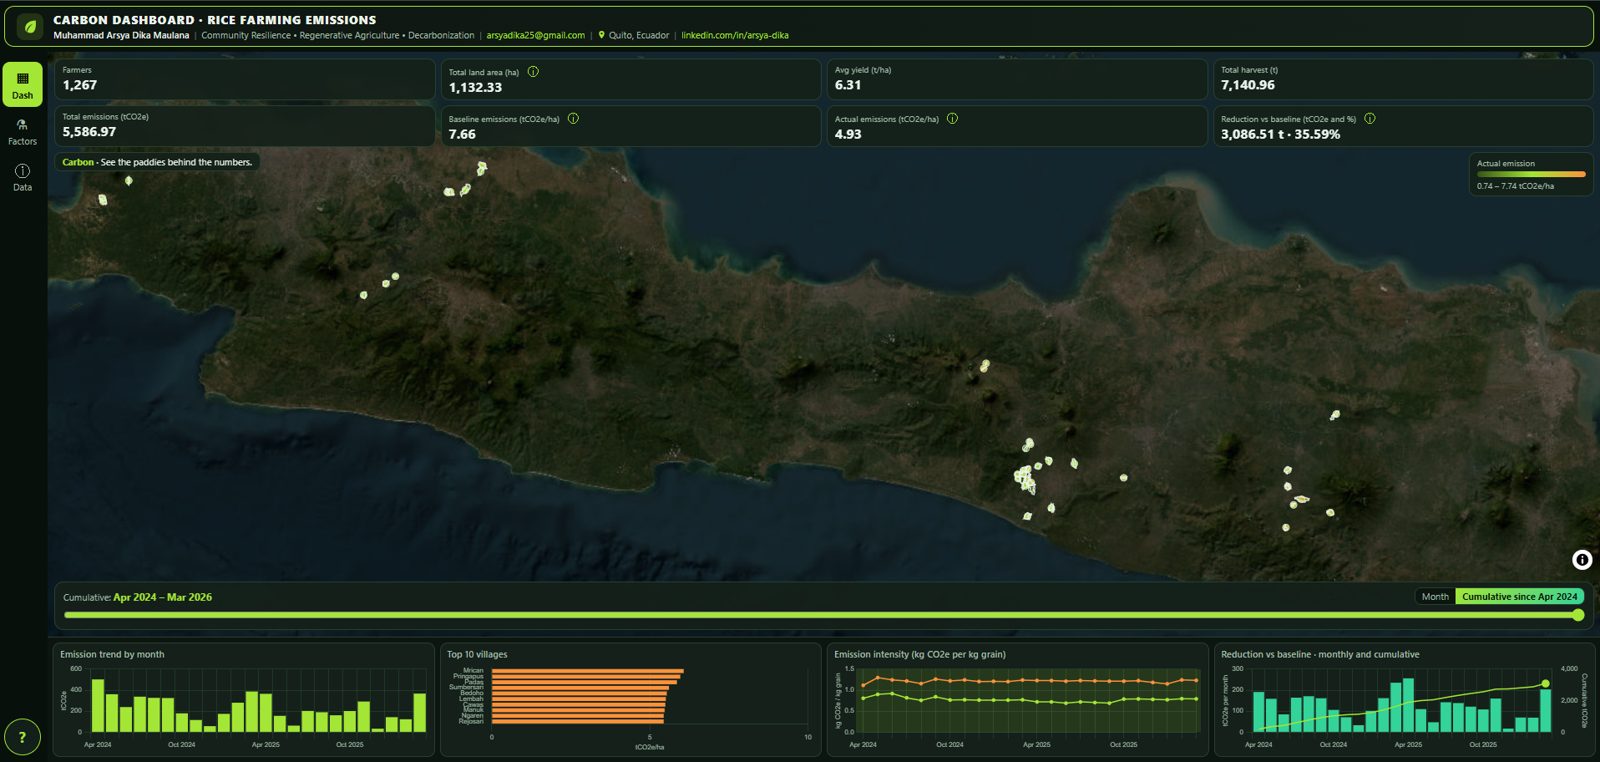 CARBON DASHBOARD · RICE FARMING EMISSIONS
Muhammad Arsya Dika Maulana | Community Resilience • Regenerative Agriculture • Decarbonization | arsyadika25@gmail.com | Quito, Ecuador | linkedin.com/in/arsya-dika
Dash
Factors
Data
Farmers
1,267
Total land area (ha)
1,132.33
Avg yield (t/ha)
6.31
Total harvest (t)
7,140.96
Total emissions (tCO2e)
5,586.97
Baseline emissions (tCO2e/ha)
7.66
Actual emissions (tCO2e/ha)
4.93
Reduction vs baseline (tCO2e and %)
3,086.51 t · 35.59%
Carbon · See the paddies behind the numbers.
Actual emission
0.74 – 7.74 tCO2e/ha
Cumulative: Apr 2024 – Mar 2026
Month
Cumulative since Apr 2024
?
Emission trend by month
600
400
200
0
tCO2e
Apr 2024
Oct 2024
Apr 2025
Oct 2025
Top 10 villages
Mrican
Pringapus
Padas
Sumbersari
Bedoho
Lembah
Cawas
Manuk
Ngaren
Rejosari
0
5
10
tCO2e/ha
Emission intensity (kg CO2e per kg grain)
1.5
1.0
0.5
0.0
kg CO2e / kg grain
Apr 2024
Oct 2024
Apr 2025
Oct 2025
Reduction vs baseline - monthly and cumulative
300
200
100
0
tCO2e per month
4,000
2,000
0
Cumulative tCO2e
Apr 2024
Oct 2024
Apr 2025
Oct 2025